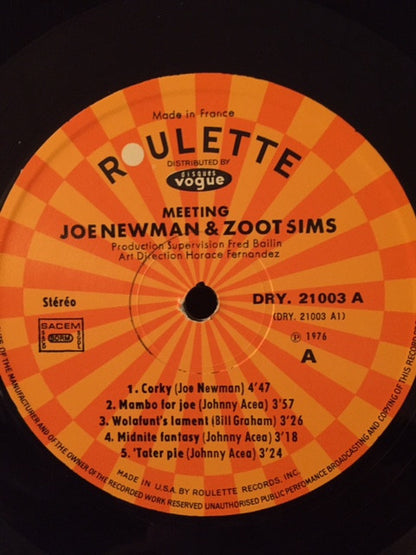 Made in France
ROULETTE
DISTRIBUTED BY
disques
vogue
MEETING
JOE NEWMAN & ZOOT SIMS
Production Supervision Fred Bailin
Art Direction Horace Fernandez
Stéréo
DRY. 21003 A
(DRY. 21003 A1)
SACEM
SDRM
℗ 1976
A
1. Corky (Joe Newman) 4'47
2. Mambo for joe (Johnny Acea) 3'57
3. Wolafunt's lament (Bill Graham) 3'26
4. Midnite fantasy (Johnny Acea) 3'18
5. 'Tater pie (Johnny Acea) 3'24
MADE IN U.S.A. BY ROULETTE RECORDS, INC.
OF THE MANUFACTURER AND OF THE OWNER OF THE RECORDED WORK RESERVED UNAUTHORISED PUBLIC PERFOMANCE BROADCASTING AND COPYING OF THIS RECORD